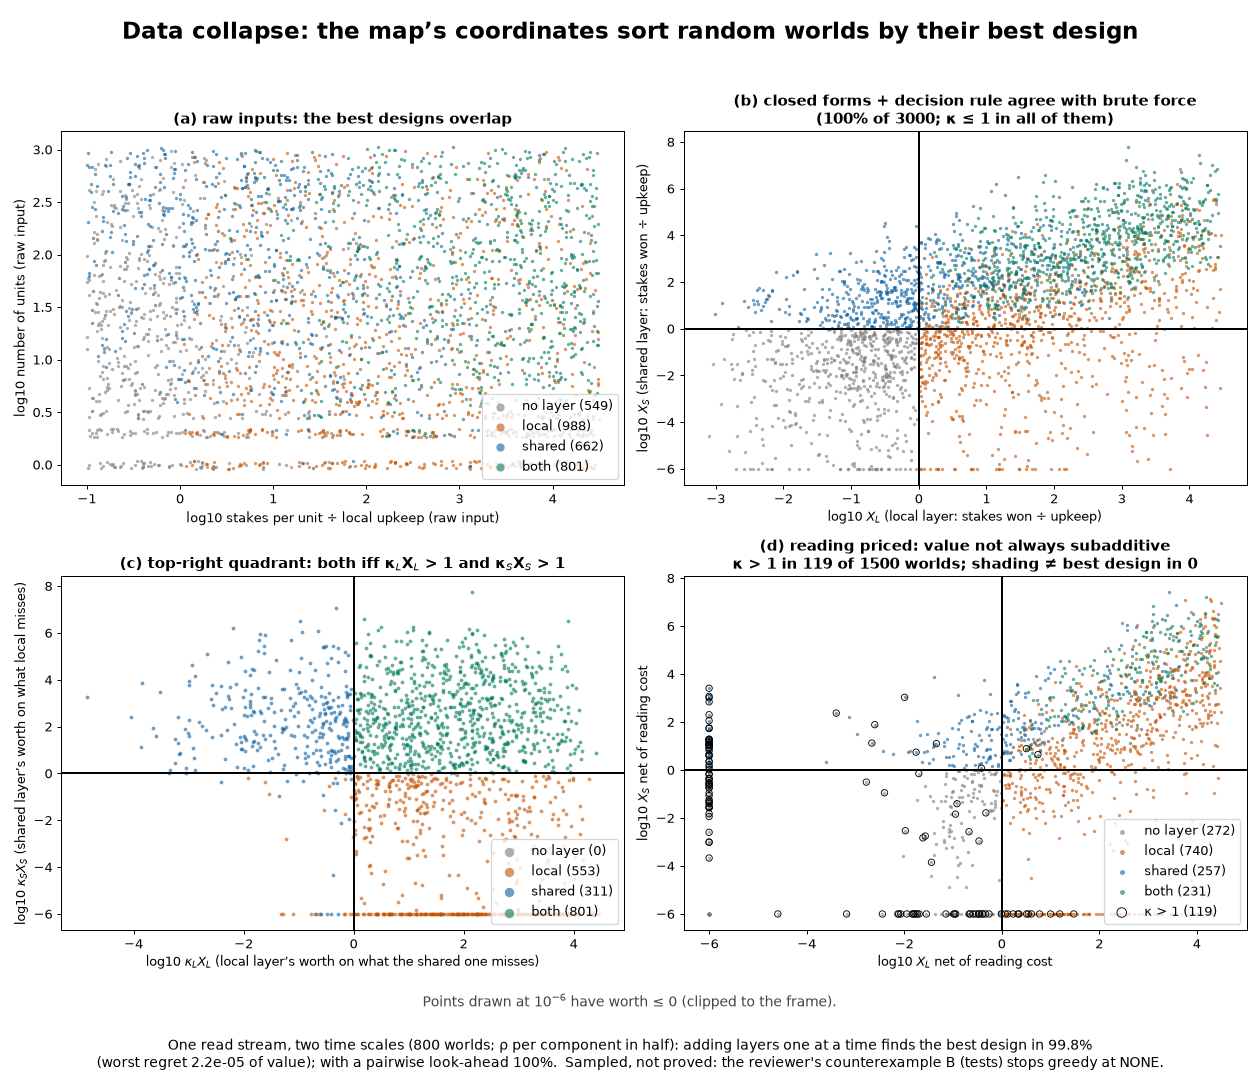 Data collapse: the map’s coordinates sort random worlds by their best design
(a) raw inputs: the best designs overlap
log10 number of units (raw input)
3.0
2.5
2.0
1.5
1.0
0.5
0.0
no layer (549)
local (988)
shared (662)
both (801)
−1 0 1 2 3 4
log10 stakes per unit ÷ local upkeep (raw input)
(b) closed forms + decision rule agree with brute force
(100% of 3000; κ ≤ 1 in all of them)
log10 X_S (shared layer: stakes won ÷ upkeep)
8
6
4
2
0
−2
−4
−6
−3 −2 −1 0 1 2 3 4
log10 X_L (local layer: stakes won ÷ upkeep)
(c) top-right quadrant: both iff κ_LX_L > 1 and κ_SX_S > 1
log10 κ_SX_S (shared layer’s worth on what local misses)
8
6
4
2
0
−2
−4
−6
no layer (0)
local (553)
shared (311)
both (801)
−4 −2 0 2 4
log10 κ_LX_L (local layer’s worth on what the shared one misses)
(d) reading priced: value not always subadditive
κ > 1 in 119 of 1500 worlds; shading ≠ best design in 0
log10 X_S net of reading cost
8
6
4
2
0
−2
−4
−6
no layer (272)
local (740)
shared (257)
both (231)
κ > 1 (119)
−6 −4 −2 0 2 4
log10 X_L net of reading cost
Points drawn at 10⁻⁶ have worth ≤ 0 (clipped to the frame).
One read stream, two time scales (800 worlds; ρ per component in half): adding layers one at a time finds the best design in 99.8%
(worst regret 2.2e-05 of value); with a pairwise look-ahead 100%. Sampled, not proved: the reviewer's counterexample B (tests) stops greedy at NONE.